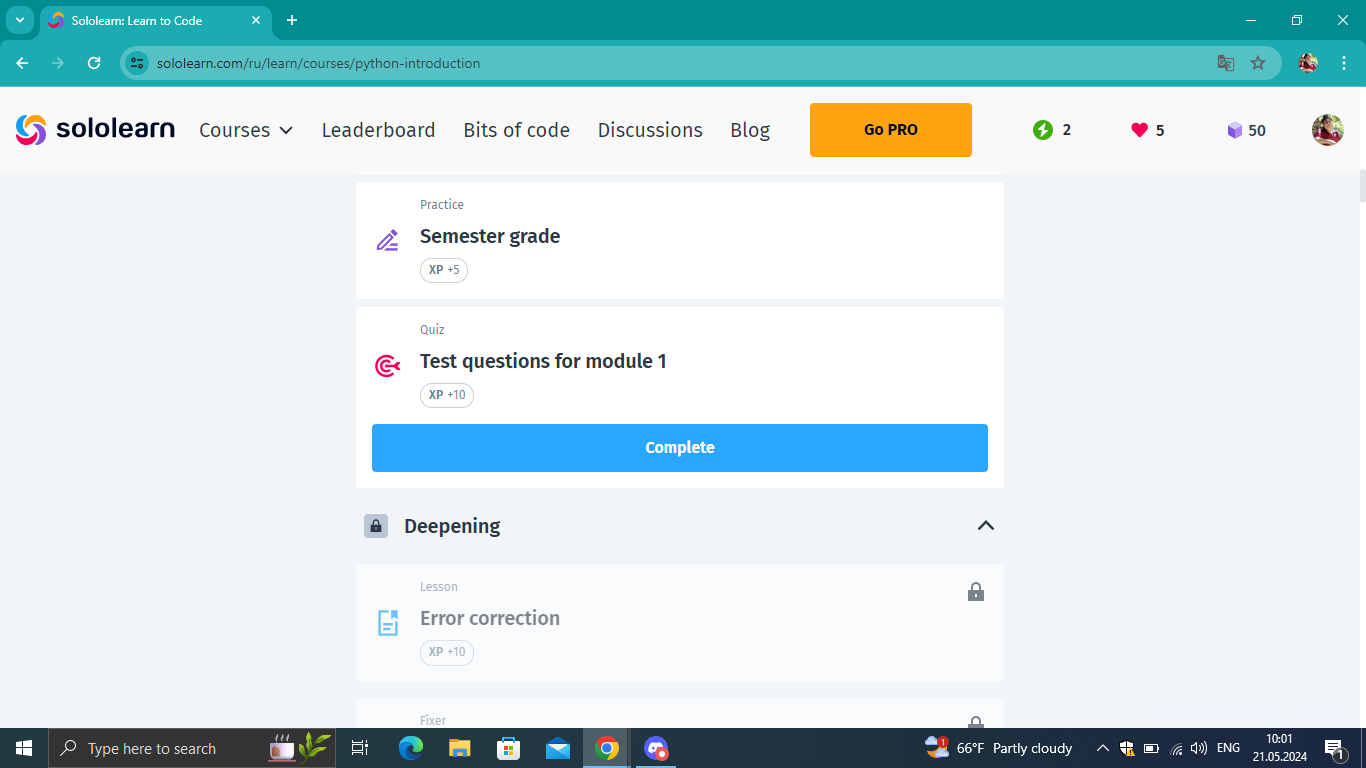 Sololearn: Learn to Code
sololearn.com/ru/learn/courses/python-introduction
sololearn Courses Leaderboard Bits of code Discussions Blog Go PRO 2 5 50
Practice
Semester grade
XP +5
Quiz
Test questions for module 1
XP +10
Complete
Deepening
Lesson
Error correction
XP +10
Fixer
Type here to search 66°F Partly cloudy ENG 10:01
21.05.2024
1
1